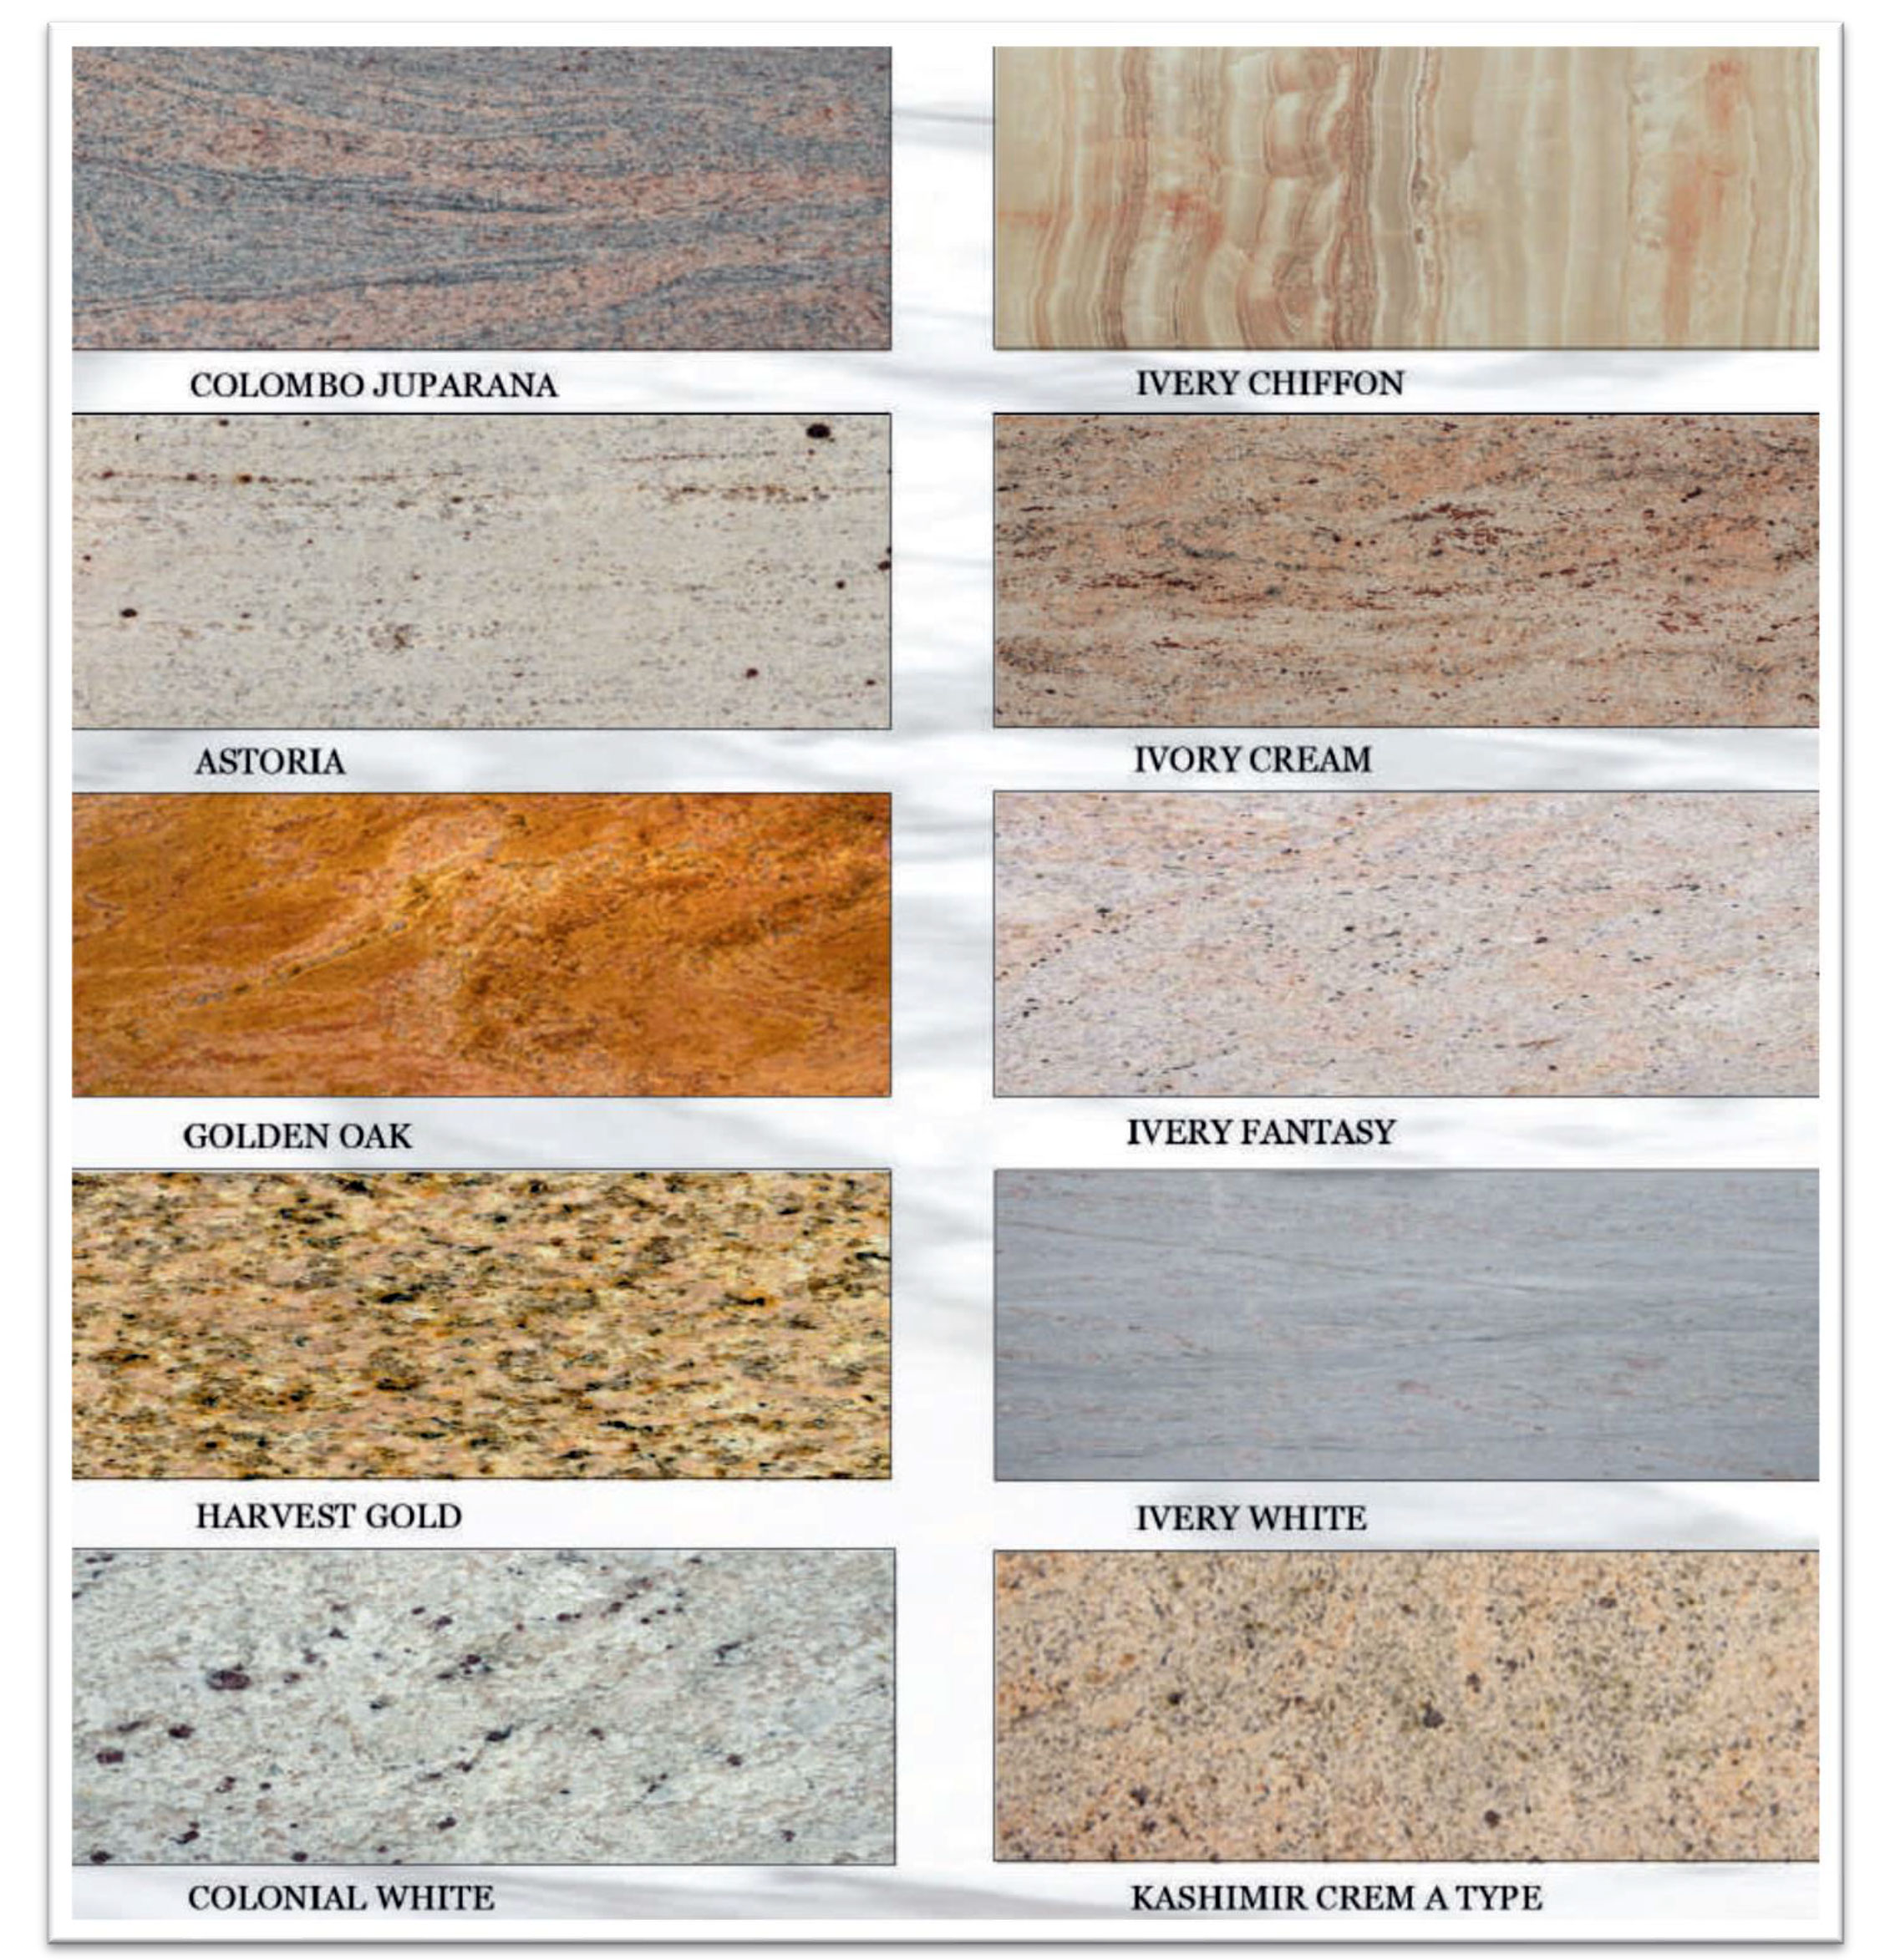 COLOMBO JUPARANA
IVERY CHIFFON
ASTORIA
IVORY CREAM
GOLDEN OAK
IVERY FANTASY
HARVEST GOLD
IVERY WHITE
COLONIAL WHITE
KASHIMIR CREM A TYPE